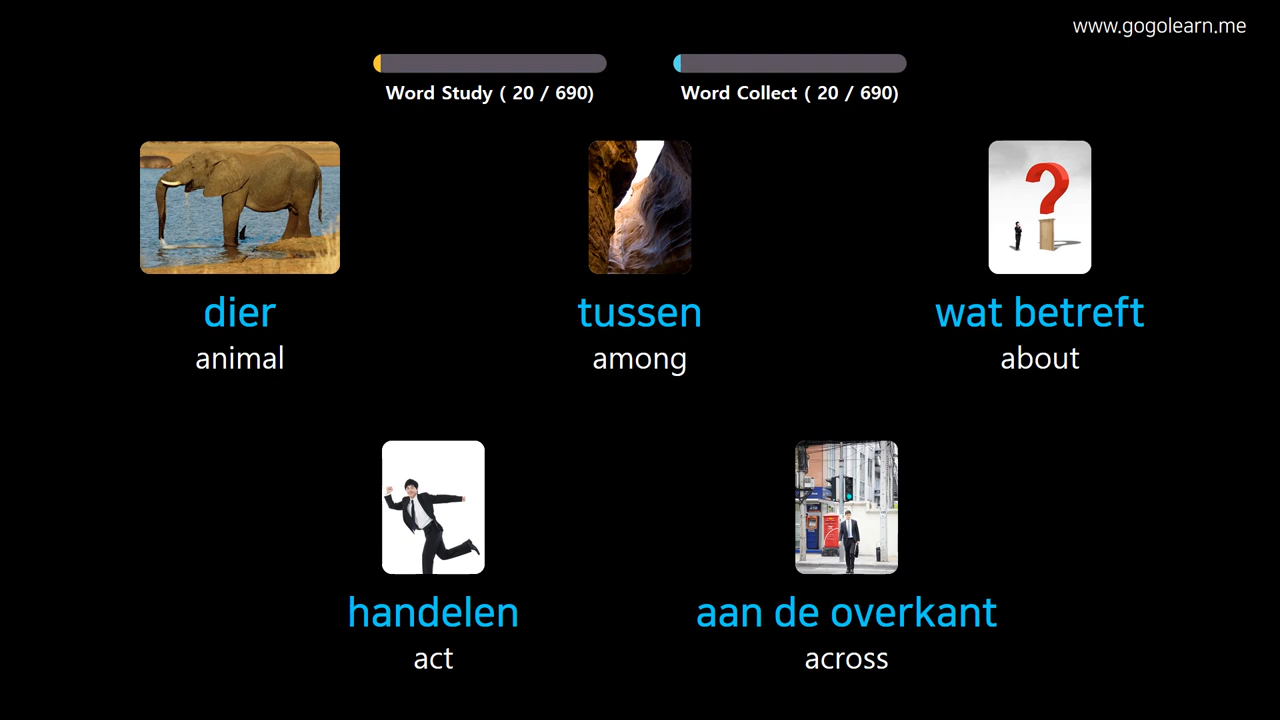 www.gogolearn.me
Word Study ( 20 / 690)
Word Collect ( 20 / 690)
dier
animal
tussen
among
wat betreft
about
handelen
act
aan de overkant
across